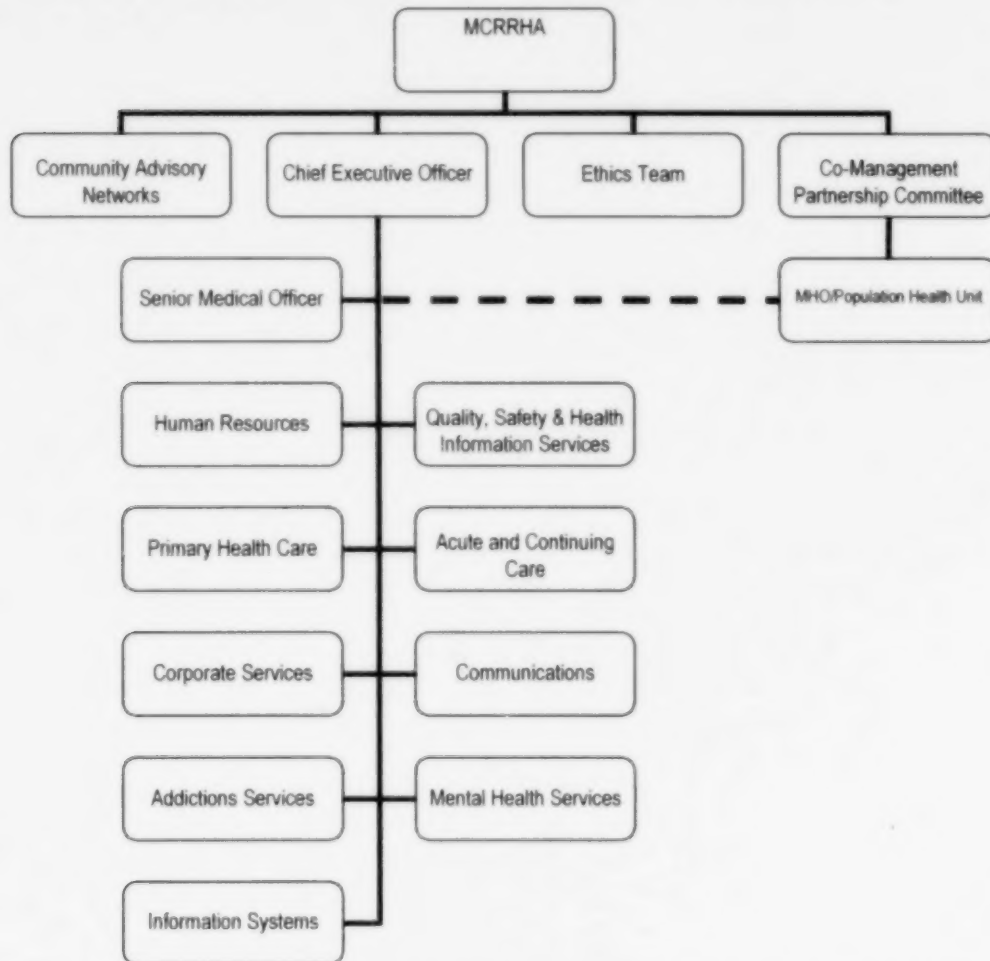 MCRRHA
Community Advisory
Networks
Chief Executive Officer
Ethics Team
Co-Management
Partnership Committee
Senior Medical Officer
MHO/Population Health Unit
Human Resources
Quality, Safety & Health
Information Services
Primary Health Care
Acute and Continuing
Care
Corporate Services
Communications
Addictions Services
Mental Health Services
Information Systems